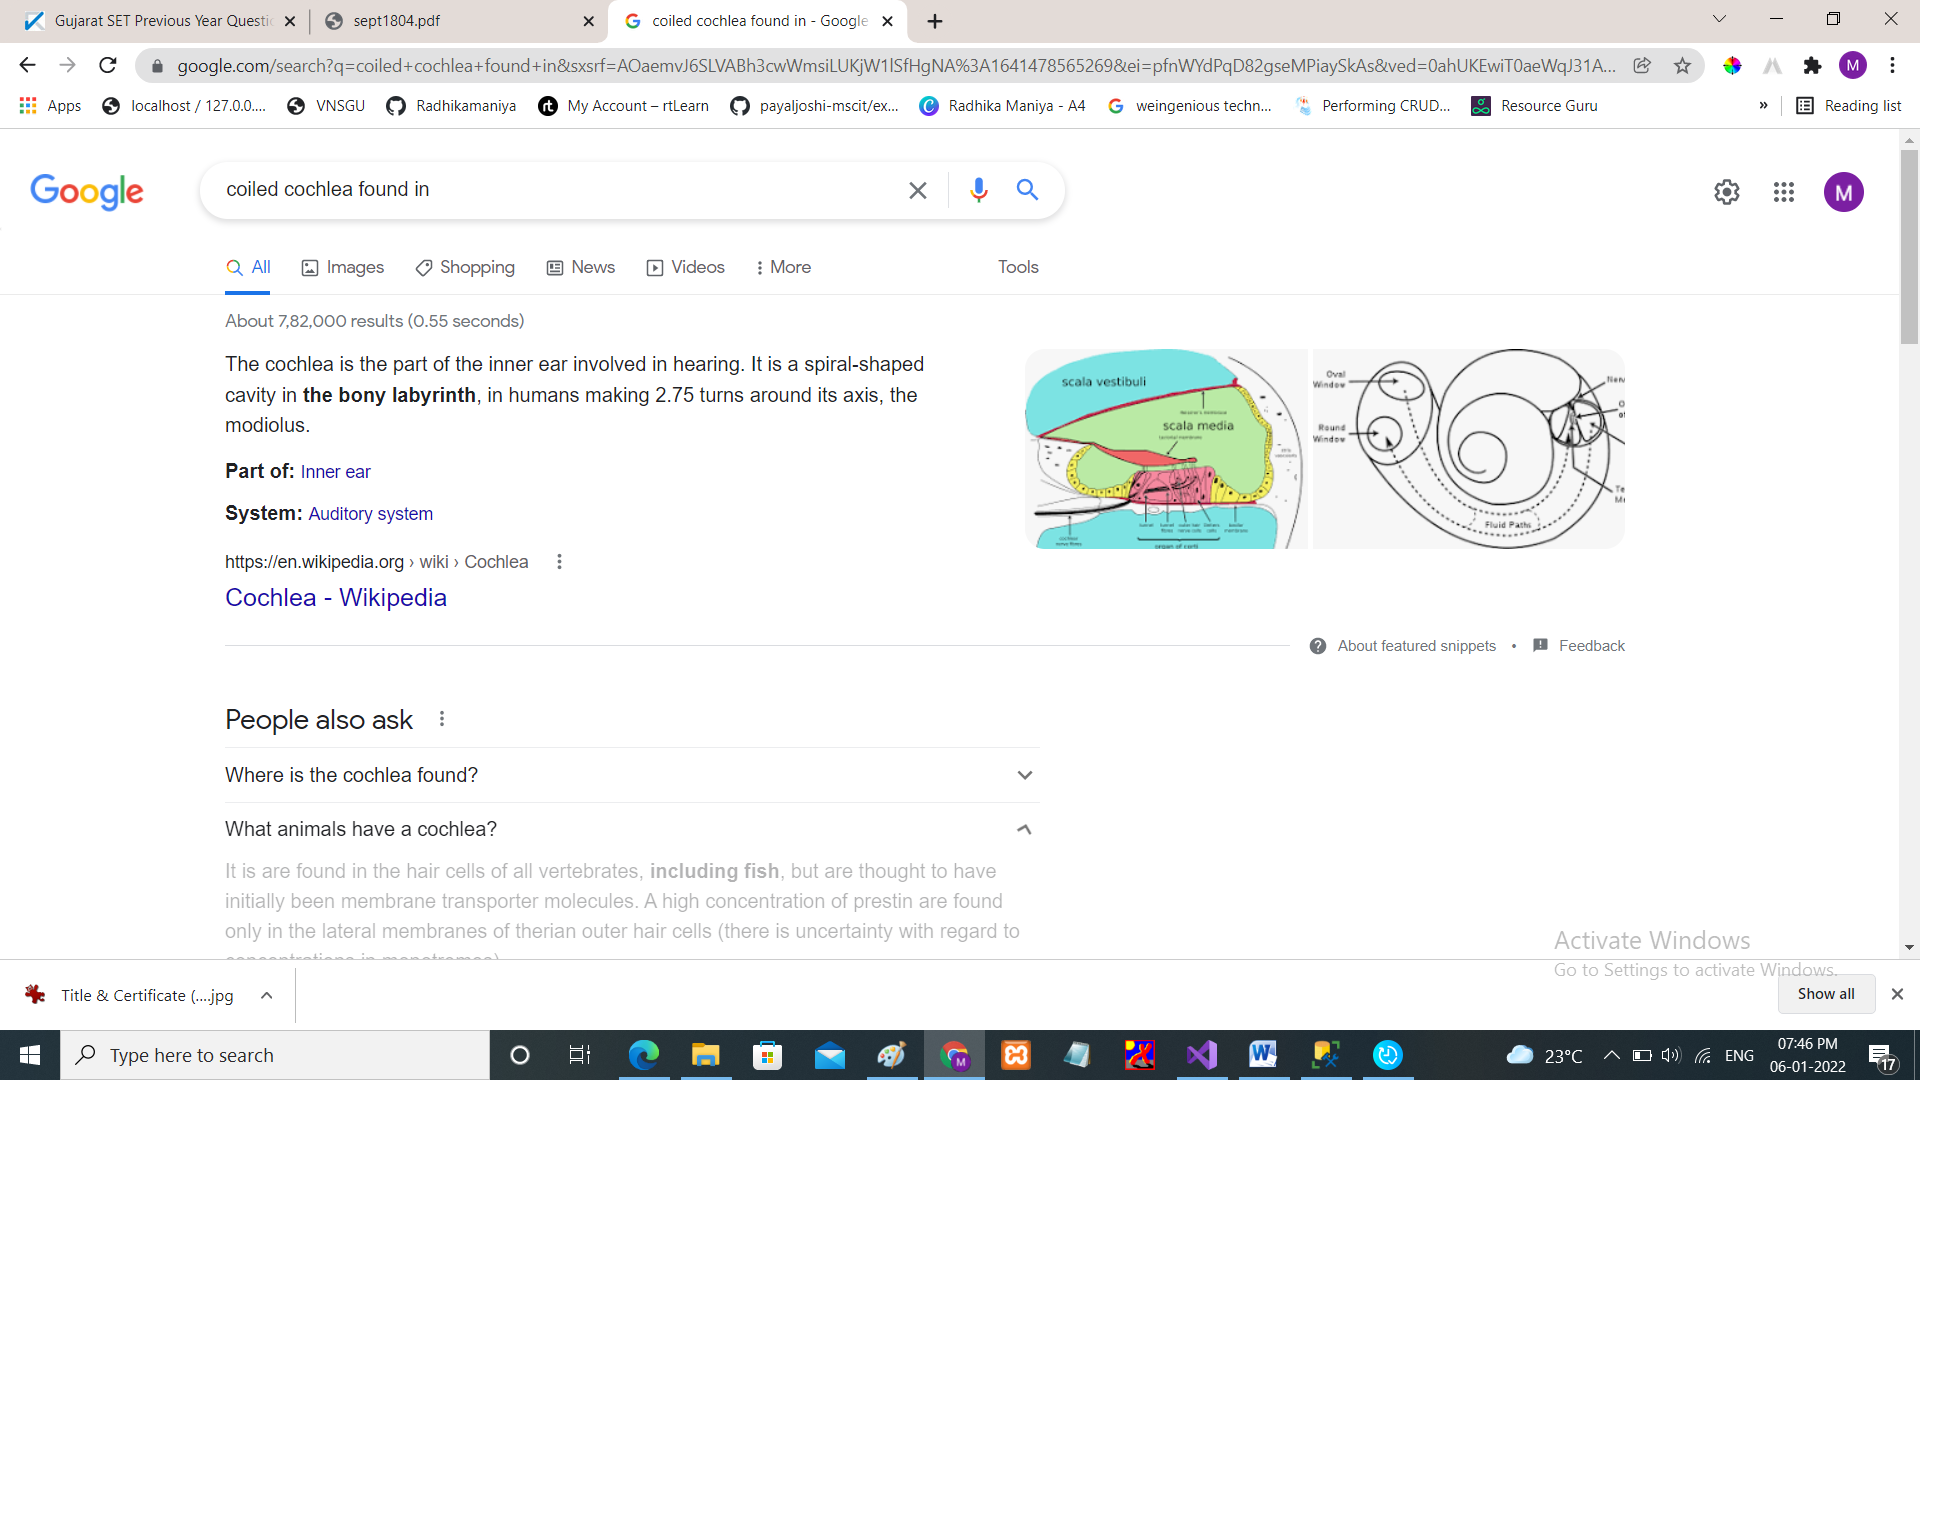 Gujarat SET Previous Year Questi
sept1804.pdf
coiled cochlea found in - Google
google.com/search?q=coiled+cochlea+found+in&sxsrf=AOaemvJ6SLVABh3cwWmsiLUKjW1lSfHgNA%3A1641478565269&ei=pfnWYdPqD82gseMPiaySkAs&ved=0ahUKEwiT0aeWqJ31A...
M
Apps
localhost / 127.0.0....
VNSGU
Radhikamaniya
rt
My Account – rtLearn
payaljoshi-mscit/ex...
Radhika Maniya - A4
weingenious techn...
Performing CRUD...
Resource Guru
»
Reading list
Google
coiled cochlea found in
M
All
Images
Shopping
News
Videos
More
Tools
About 7,82,000 results (0.55 seconds)
The cochlea is the part of the inner ear involved in hearing. It is a spiral-shaped
cavity in the bony labyrinth, in humans making 2.75 turns around its axis, the
modiolus.
Part of: Inner ear
System: Auditory system
https://en.wikipedia.org › wiki › Cochlea
Cochlea - Wikipedia
scala vestibuli
scala media
organ of corti
Oval
Window
Round
Window
Fluid Paths
About featured snippets • Feedback
People also ask
Where is the cochlea found?
What animals have a cochlea?
It is are found in the hair cells of all vertebrates, including fish, but are thought to have
initially been membrane transporter molecules. A high concentration of prestin are found
only in the lateral membranes of therian outer hair cells (there is uncertainty with regard to
concentrations in monotremes)
Activate Windows
Go to Settings to activate Windows.
Title & Certificate (....jpg
Show all
Type here to search
M
23°C
ENG
07:46 PM
06-01-2022
17